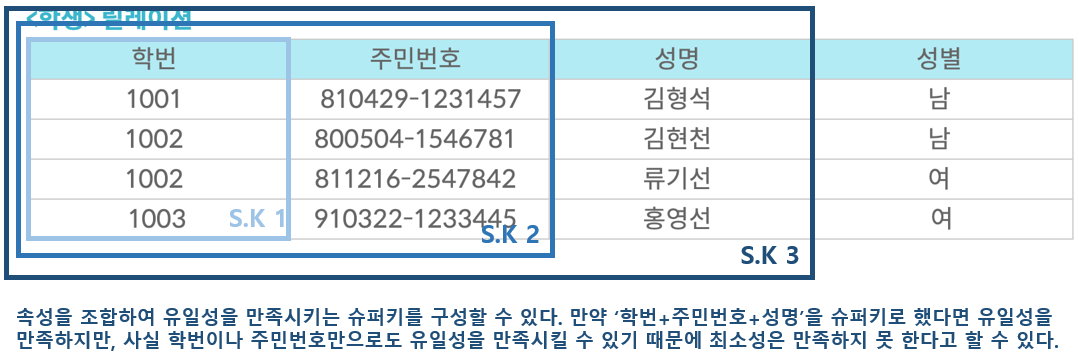 <학생> 릴레이션
학번 주민번호 성명 성별
1001 810429-1231457 김형석 남
1002 800504-1546781 김현천 남
1002 811216-2547842 류기선 여
1003 910322-1233445 홍영선 여
S.K 1
S.K 2
S.K 3
속성을 조합하여 유일성을 만족시키는 슈퍼키를 구성할 수 있다. 만약 ‘학번+주민번호+성명’을 슈퍼키로 했다면 유일성을
만족하지만, 사실 학번이나 주민번호만으로도 유일성을 만족시킬 수 있기 때문에 최소성은 만족하지 못 한다고 할 수 있다.